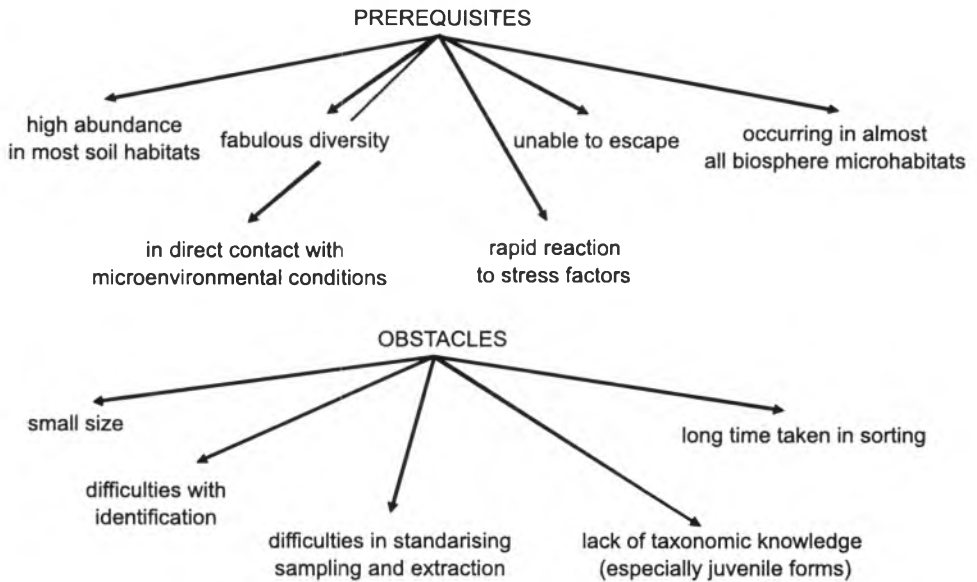 PREREQUISITES
high abundance
in most soil habitats
fabulous diversity
unable to escape
occurring in almost
all biosphere microhabitats
in direct contact with
microenvironmental conditions
rapid reaction
to stress factors
OBSTACLES
small size
long time taken in sorting
difficulties with
identification
difficulties in standarising
sampling and extraction
lack of taxonomic knowledge
(especially juvenile forms)